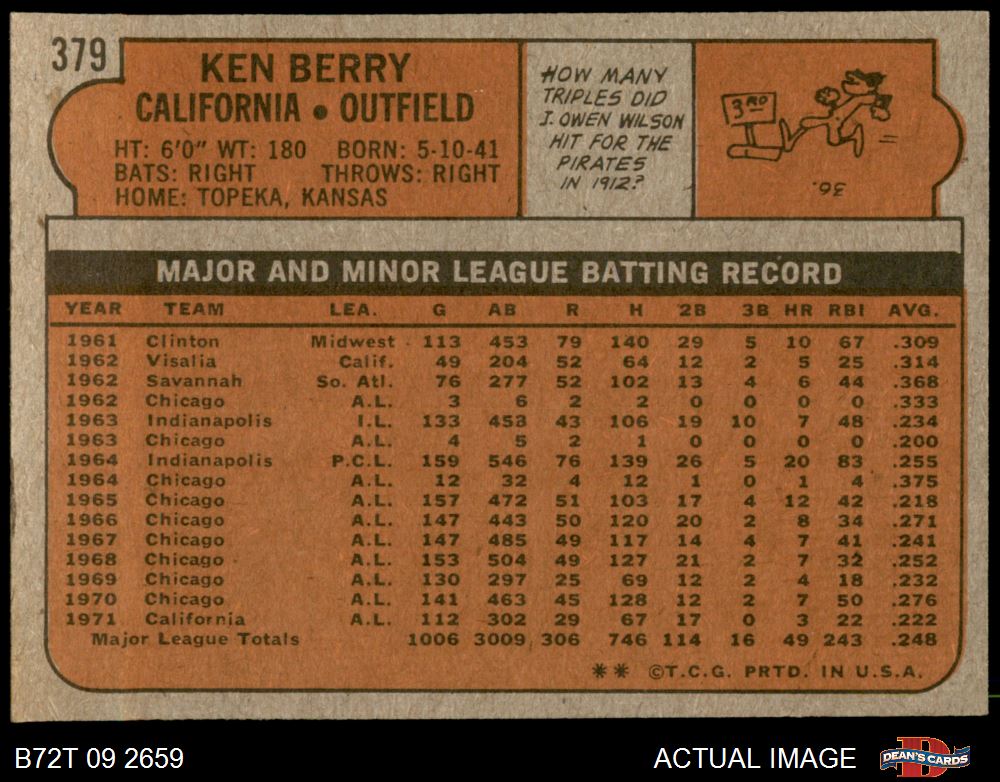 379
KEN BERRY
CALIFORNIA • OUTFIELD
HT: 6'0" WT: 180 BORN: 5-10-41
BATS: RIGHT THROWS: RIGHT
HOME: TOPEKA, KANSAS
HOW MANY
TRIPLES DID
J. OWEN WILSON
HIT FOR THE
PIRATES
IN 1912?
3RD
36.
MAJOR AND MINOR LEAGUE BATTING RECORD
YEAR TEAM LEA. G AB R H 2B 3B HR RBI AVG.
1961 Clinton Midwest 113 453 79 140 29 5 10 67 .309
1962 Visalia Calif. 49 204 52 64 12 2 5 25 .314
1962 Savannah So. Atl. 76 277 52 102 13 4 6 44 .368
1962 Chicago A.L. 3 6 2 2 0 0 0 0 .333
1963 Indianapolis I.L. 133 453 43 106 19 10 7 48 .234
1963 Chicago A.L. 4 5 2 1 0 0 0 0 .200
1964 Indianapolis P.C.L. 159 546 76 139 26 5 20 83 .255
1964 Chicago A.L. 12 32 4 12 1 0 1 4 .375
1965 Chicago A.L. 157 472 51 103 17 4 12 42 .218
1966 Chicago A.L. 147 443 50 120 20 2 8 34 .271
1967 Chicago A.L. 147 485 49 117 14 4 7 41 .241
1968 Chicago A.L. 153 504 49 127 21 2 7 32 .252
1969 Chicago A.L. 130 297 25 69 12 2 4 18 .232
1970 Chicago A.L. 141 463 45 128 12 2 7 50 .276
1971 California A.L. 112 302 29 67 17 0 3 22 .222
Major League Totals 1006 3009 306 746 114 16 49 243 .248
** ©T.C.G. PRTD. IN U.S.A.
B72T 09 2659 ACTUAL IMAGE DEAN'S CARDS